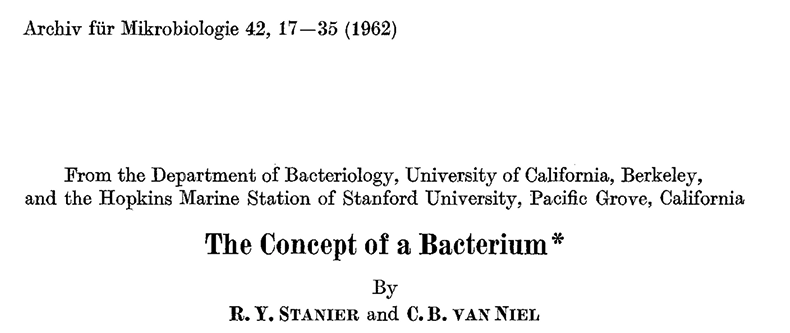 Archiv für Mikrobiologie 42, 17—35 (1962)
From the Department of Bacteriology, University of California, Berkeley,
and the Hopkins Marine Station of Stanford University, Pacific Grove, California
The Concept of a Bacterium*
By
R. Y. STANIER and C. B. VAN NIEL